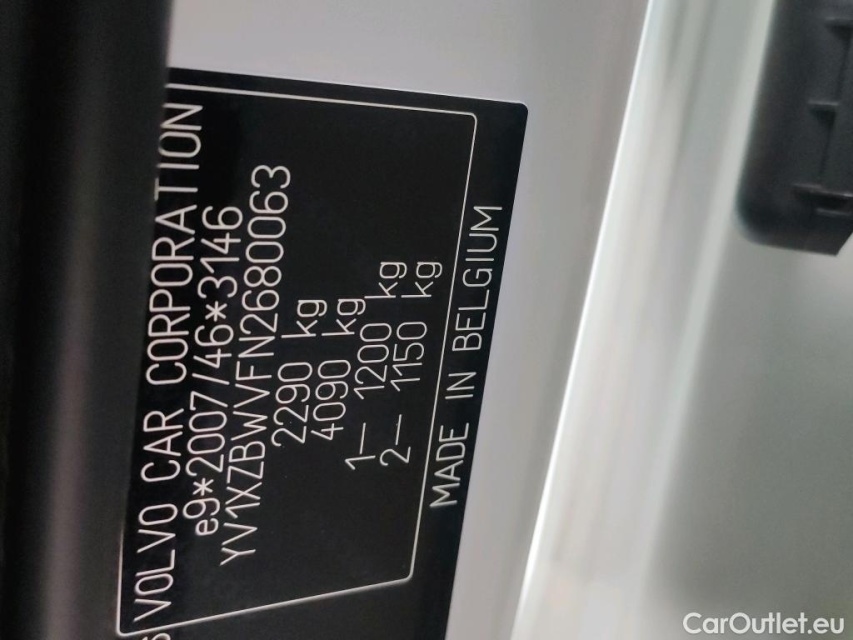 VOLVO CAR CORPORATION
e9*2007/46*3146
YV1XZBWVFN2680063
2290 kg
4090 kg
1— 1200 kg
2— 1150 kg
MADE IN BELGIUM
CarOutlet.eu